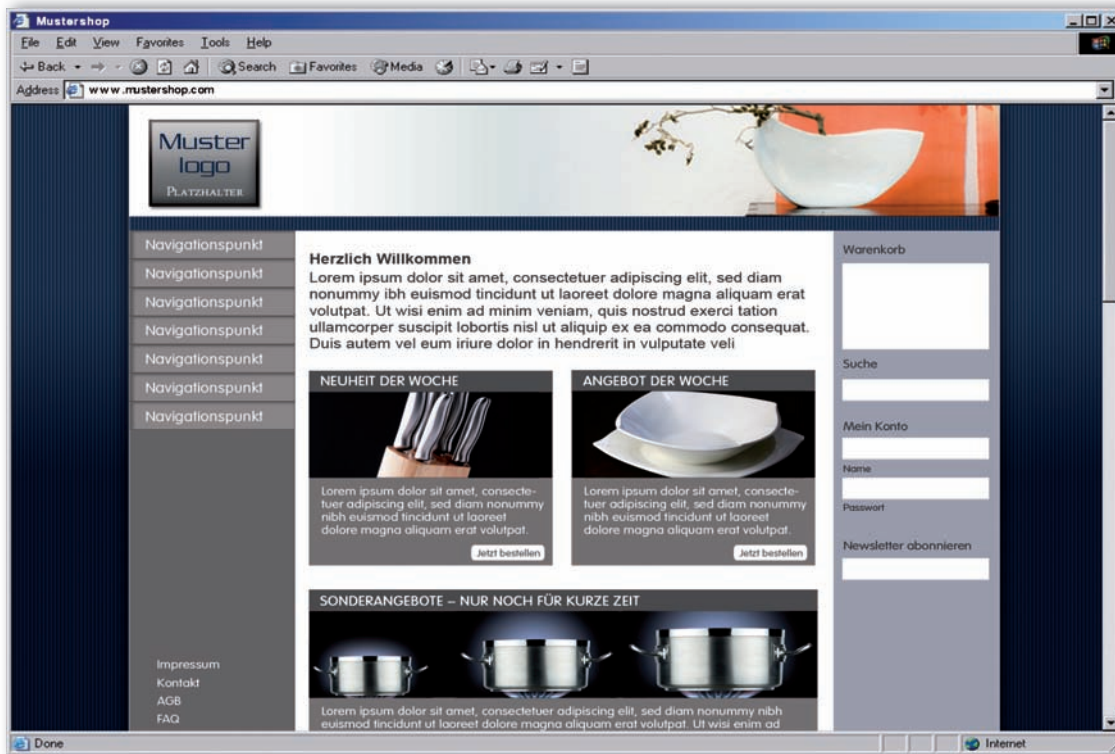 Mustershop
File Edit View Favorites Tools Help
Back Search Favorites Media
Address www.mustershop.com
Muster
logo
PLATZHALTER
Navigationspunkt
Navigationspunkt
Navigationspunkt
Navigationspunkt
Navigationspunkt
Navigationspunkt
Navigationspunkt
Impressum
Kontakt
AGB
FAQ
Herzlich Willkommen
Lorem ipsum dolor sit amet, consectetuer adipiscing elit, sed diam
nonummy ibh euismod tincidunt ut laoreet dolore magna aliquam erat
volutpat. Ut wisi enim ad minim veniam, quis nostrud exerci tation
ullamcorper suscipit lobortis nisl ut aliquip ex ea commodo consequat.
Duis autem vel eum iriure dolor in hendrerit in vulputate veli
NEUHEIT DER WOCHE
Lorem ipsum dolor sit amet, consecte-
tuer adipiscing elit, sed diam nonummy
nibh euismod tincidunt ut laoreet
dolore magna aliquam erat volutpat.
Jetzt bestellen
ANGEBOT DER WOCHE
Lorem ipsum dolor sit amet, consecte-
tuer adipiscing elit, sed diam nonummy
nibh euismod tincidunt ut laoreet
dolore magna aliquam erat volutpat.
Jetzt bestellen
SONDERANGEBOTE – NUR NOCH FÜR KURZE ZEIT
Lorem ipsum dolor sit amet, consectetuer adipiscing elit, sed diam nonummy nibh
euismod tincidunt ut laoreet dolore magna aliquam erat volutpat. Ut wisi enim ad
Warenkorb
Suche
Mein Konto
Name
Passwort
Newsletter abonnieren
Done
Internet